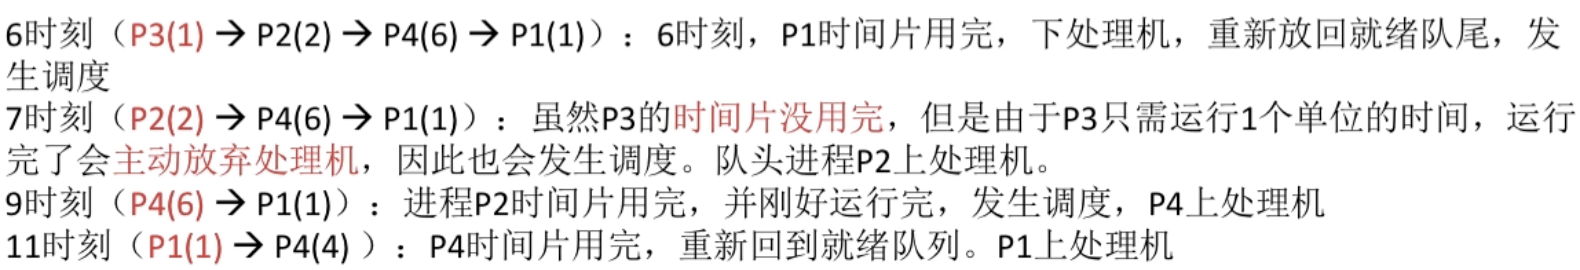 6时刻（P3(1) → P2(2) → P4(6) → P1(1)）：6时刻，P1时间片用完，下处理机，重新放回就绪队尾，发
生调度
7时刻（P2(2) → P4(6) → P1(1)）：虽然P3的时间片没用完，但是由于P3只需运行1个单位的时间，运行
完了会主动放弃处理机，因此也会发生调度。队头进程P2上处理机。
9时刻（P4(6) → P1(1)）：进程P2时间片用完，并刚好运行完，发生调度，P4上处理机
11时刻（P1(1) → P4(4) ）：P4时间片用完，重新回到就绪队列。P1上处理机